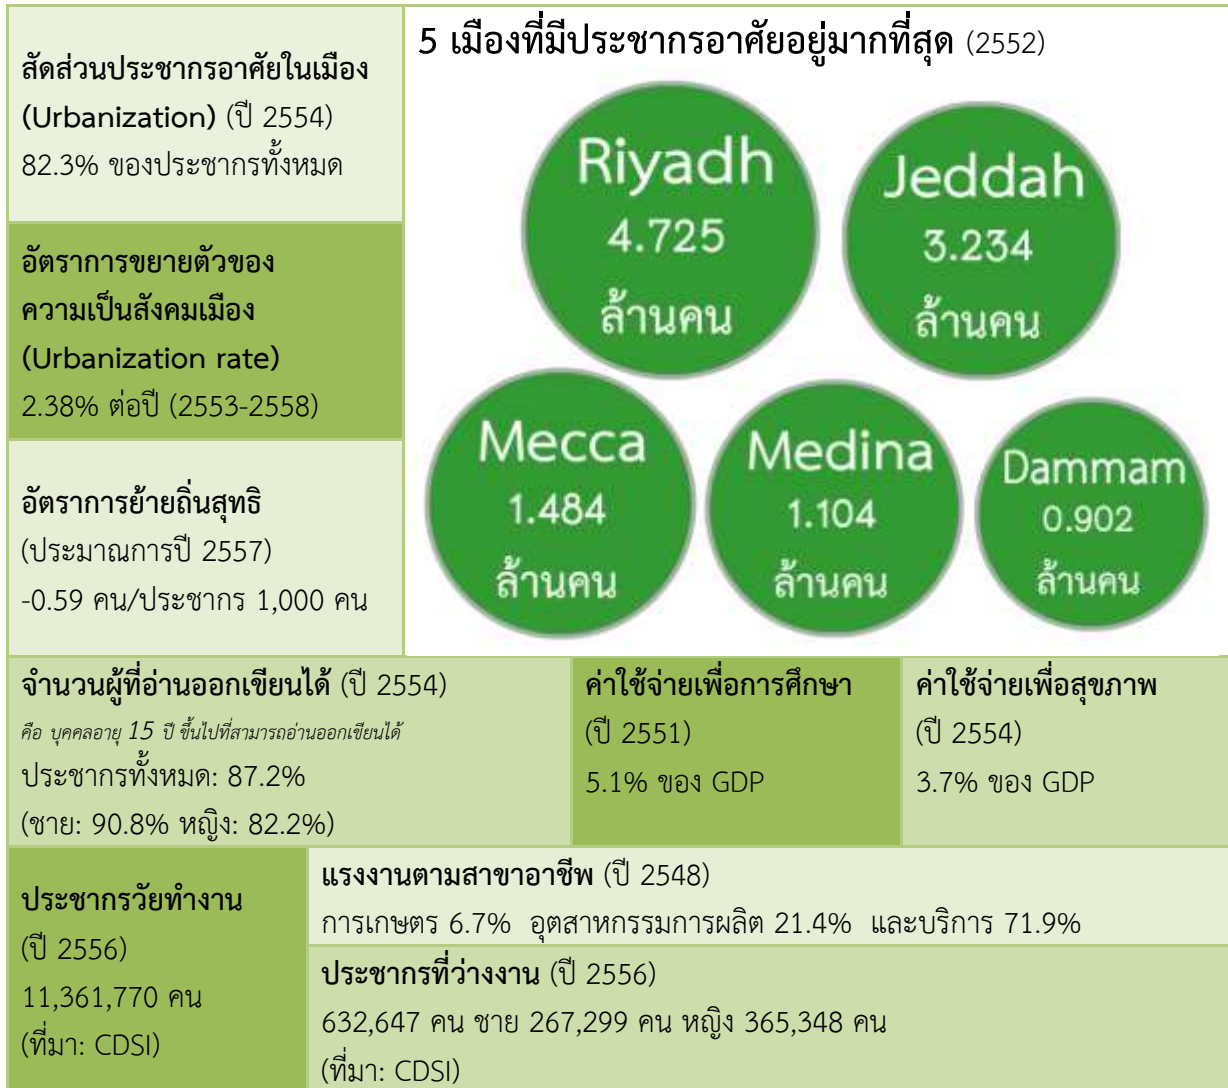 สัดส่วนประชากรอาศัยในเมือง
(Urbanization) (ปี 2554)
82.3% ของประชากรทั้งหมด
อัตราการขยายตัวของ
ความเป็นสังคมเมือง
(Urbanization rate)
2.38% ต่อปี (2553-2558)
อัตราการย้ายถิ่นสุทธิ
(ประมาณการปี 2557)
-0.59 คน/ประชากร 1,000 คน
5 เมืองที่มีประชากรอาศัยอยู่มากที่สุด (2552)
Riyadh
4.725
ล้านคน
Jeddah
3.234
ล้านคน
Mecca
1.484
ล้านคน
Medina
1.104
ล้านคน
Dammam
0.902
ล้านคน
จำนวนผู้ที่อ่านออกเขียนได้ (ปี 2554)
คือ บุคคลอายุ 15 ปี ขึ้นไปที่สามารถอ่านออกเขียนได้
ประชากรทั้งหมด: 87.2%
(ชาย: 90.8% หญิง: 82.2%)
ค่าใช้จ่ายเพื่อการศึกษา
(ปี 2551)
5.1% ของ GDP
ค่าใช้จ่ายเพื่อสุขภาพ
(ปี 2554)
3.7% ของ GDP
ประชากรวัยทำงาน
(ปี 2556)
11,361,770 คน
(ที่มา: CDSI)
แรงงานตามสาขาอาชีพ (ปี 2548)
การเกษตร 6.7% อุตสาหกรรมการผลิต 21.4% และบริการ 71.9%
ประชากรที่ว่างงาน (ปี 2556)
632,647 คน ชาย 267,299 คน หญิง 365,348 คน
(ที่มา: CDSI)